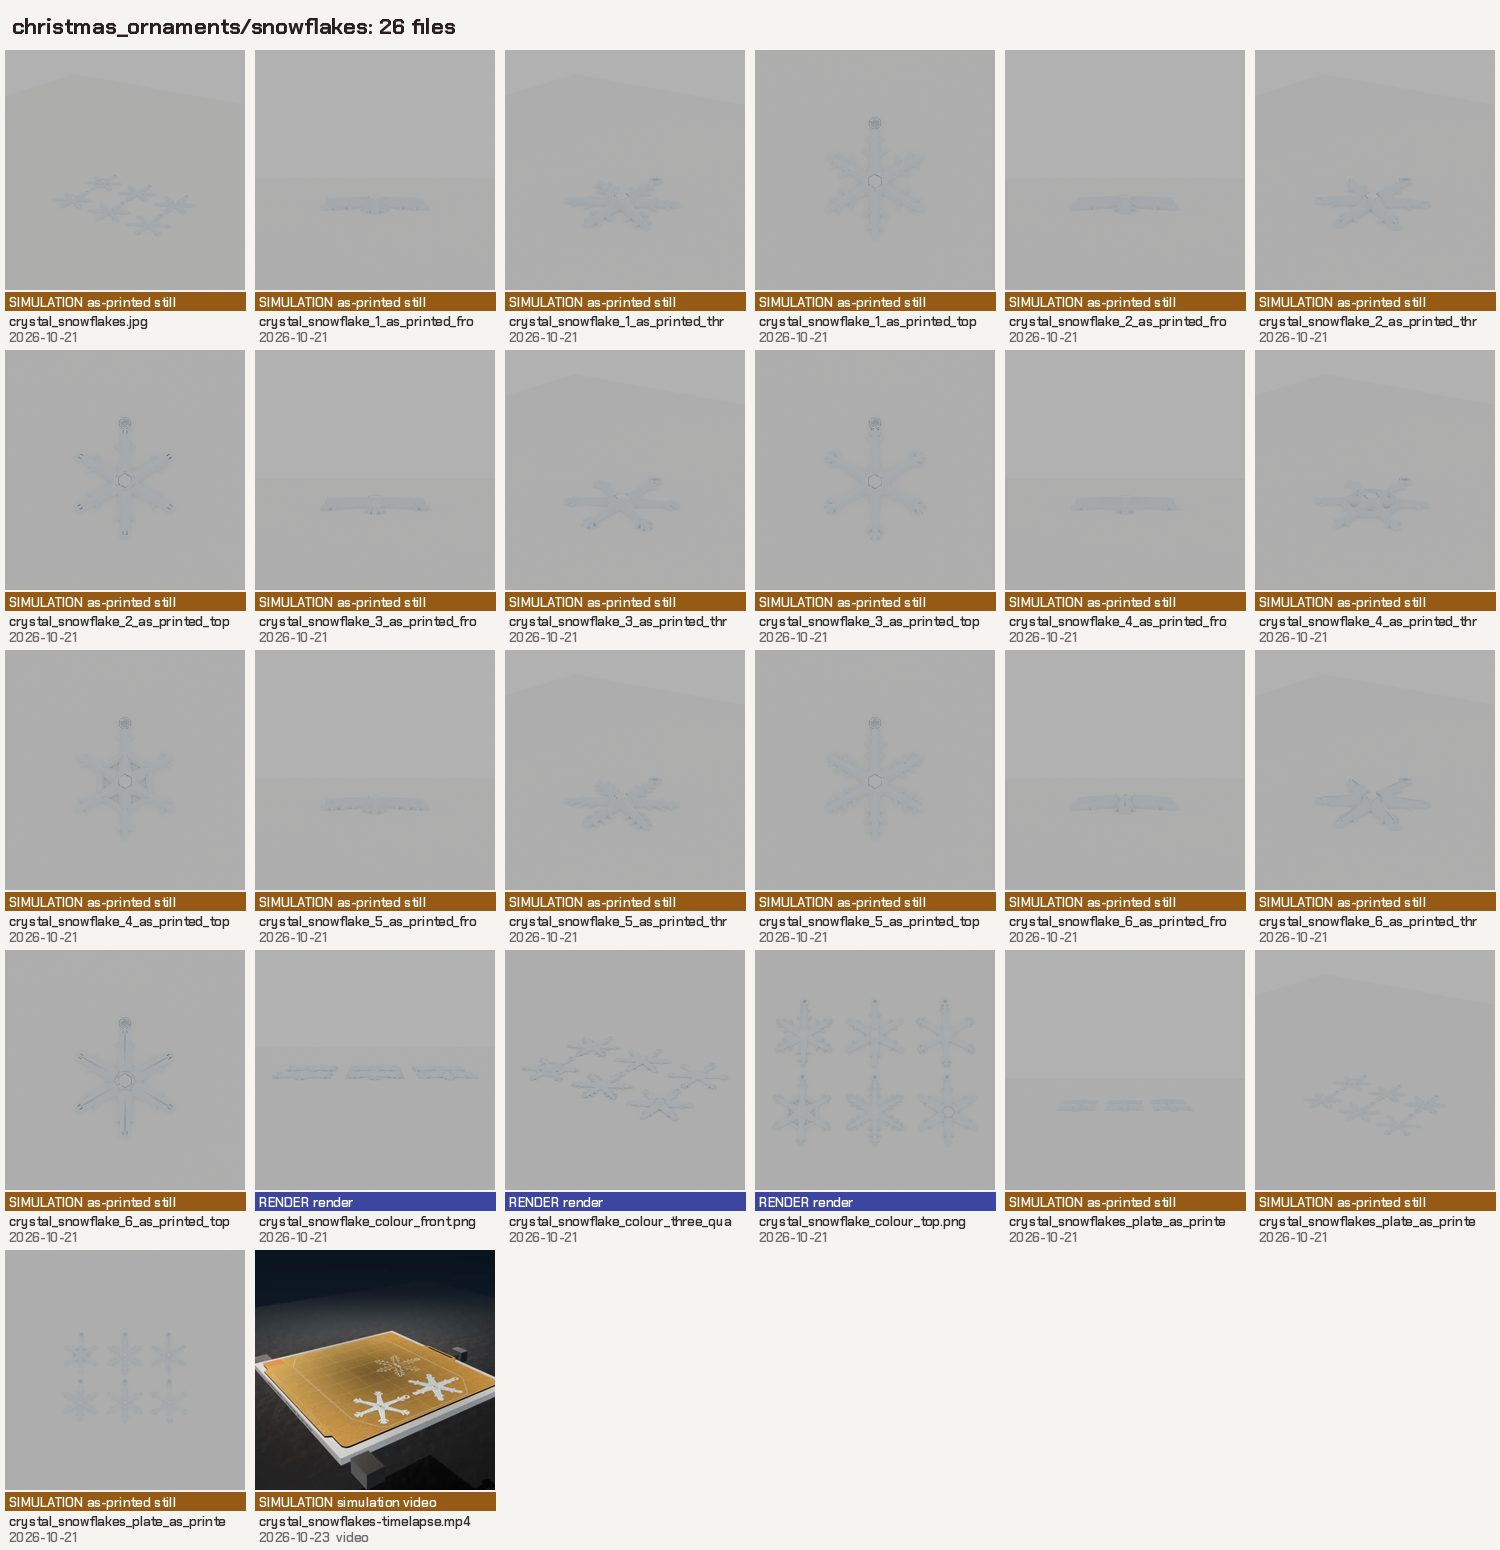 christmas_ornaments/snowflakes: 26 files
SIMULATION as-printed still
SIMULATION as-printed still
SIMULATION as-printed still
SIMULATION as-printed still
SIMULATION as-printed still
SIMULATION as-printed still
crystal_snowflakes.jpg
crystal_snowflake_1_as_printed_fro
crystal_snowflake_1_as_printed_thr
crystal_snowflake_1_as_printed_top
crystal_snowflake_2_as_printed_fro
crystal_snowflake_2_as_printed_thr
2026-10-21
2026-10-21
2026-10-21
2026-10-21
2026-10-21
2026-10-21
SIMULATION as-printed still
SIMULATION as-printed still
SIMULATION as-printed still
SIMULATION as-printed still
SIMULATION as-printed still
SIMULATION as-printed still
crystal_snowflake_2_as_printed_top
crystal_snowflake_3_as_printed_fro
crystal_snowflake_3_as_printed_thr
crystal_snowflake_3_as_printed_top
crystal_snowflake_4_as_printed_fro
crystal_snowflake_4_as_printed_thr
2026-10-21
2026-10-21
2026-10-21
2026-10-21
2026-10-21
2026-10-21
SIMULATION as-printed still
SIMULATION as-printed still
SIMULATION as-printed still
SIMULATION as-printed still
SIMULATION as-printed still
SIMULATION as-printed still
crystal_snowflake_4_as_printed_top
crystal_snowflake_5_as_printed_fro
crystal_snowflake_5_as_printed_thr
crystal_snowflake_5_as_printed_top
crystal_snowflake_6_as_printed_fro
crystal_snowflake_6_as_printed_thr
2026-10-21
2026-10-21
2026-10-21
2026-10-21
2026-10-21
2026-10-21
SIMULATION as-printed still
RENDER render
RENDER render
RENDER render
SIMULATION as-printed still
SIMULATION as-printed still
crystal_snowflake_6_as_printed_top
crystal_snowflake_colour_front.png
crystal_snowflake_colour_three_qua
crystal_snowflake_colour_top.png
crystal_snowflakes_plate_as_printe
crystal_snowflakes_plate_as_printe
2026-10-21
2026-10-21
2026-10-21
2026-10-21
2026-10-21
2026-10-21
SIMULATION as-printed still
SIMULATION simulation video
crystal_snowflakes_plate_as_printe
crystal_snowflakes-timelapse.mp4
2026-10-21
2026-10-23 video